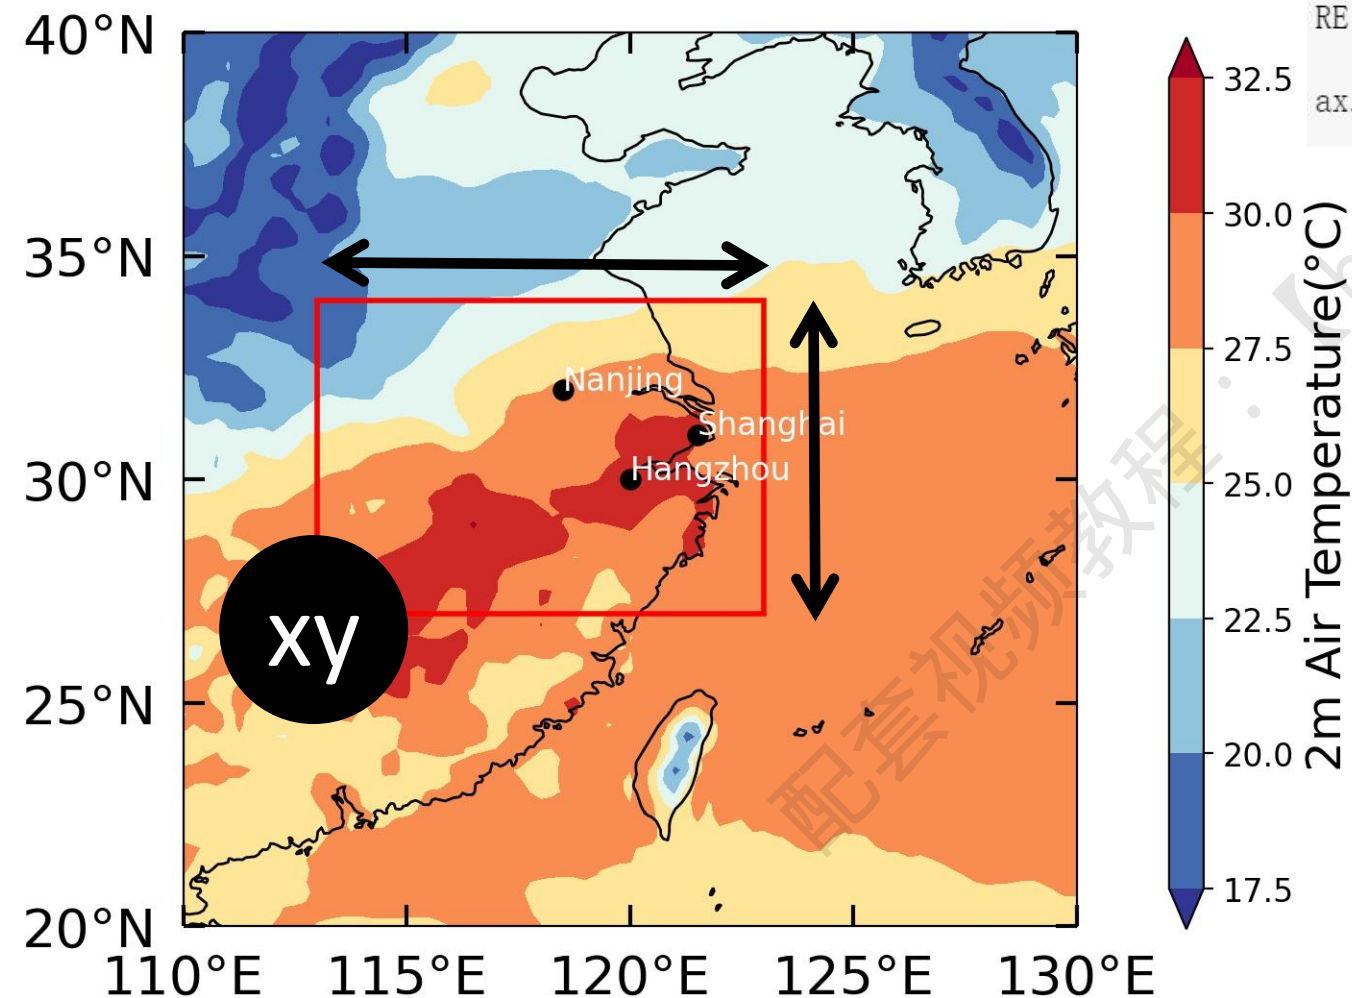 RE
ax.
40°N
35°N
30°N
25°N
20°N
110°E
115°E
120°E
125°E
130°E
Nanjing
Shanghai
Hangzhou
xy
32.5
30.0
27.5
25.0
22.5
20.0
17.5
2m Air Temperature(°C)
配套视频教程：【b